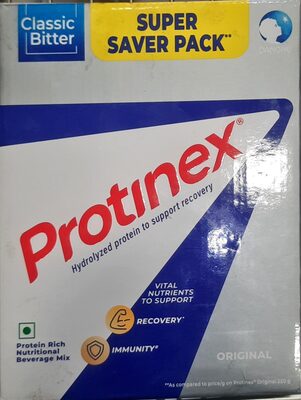 Classic
Bitter
SUPER
SAVER PACK**
DANONE
Protinex®
Hydrolyzed protein to support recovery
VITAL
NUTRIENTS
TO SUPPORT
RECOVERY^
IMMUNITY#
Protein Rich
Nutritional
Beverage Mix
ORIGINAL
**As compared to price/g on Protinex® Original 250 g